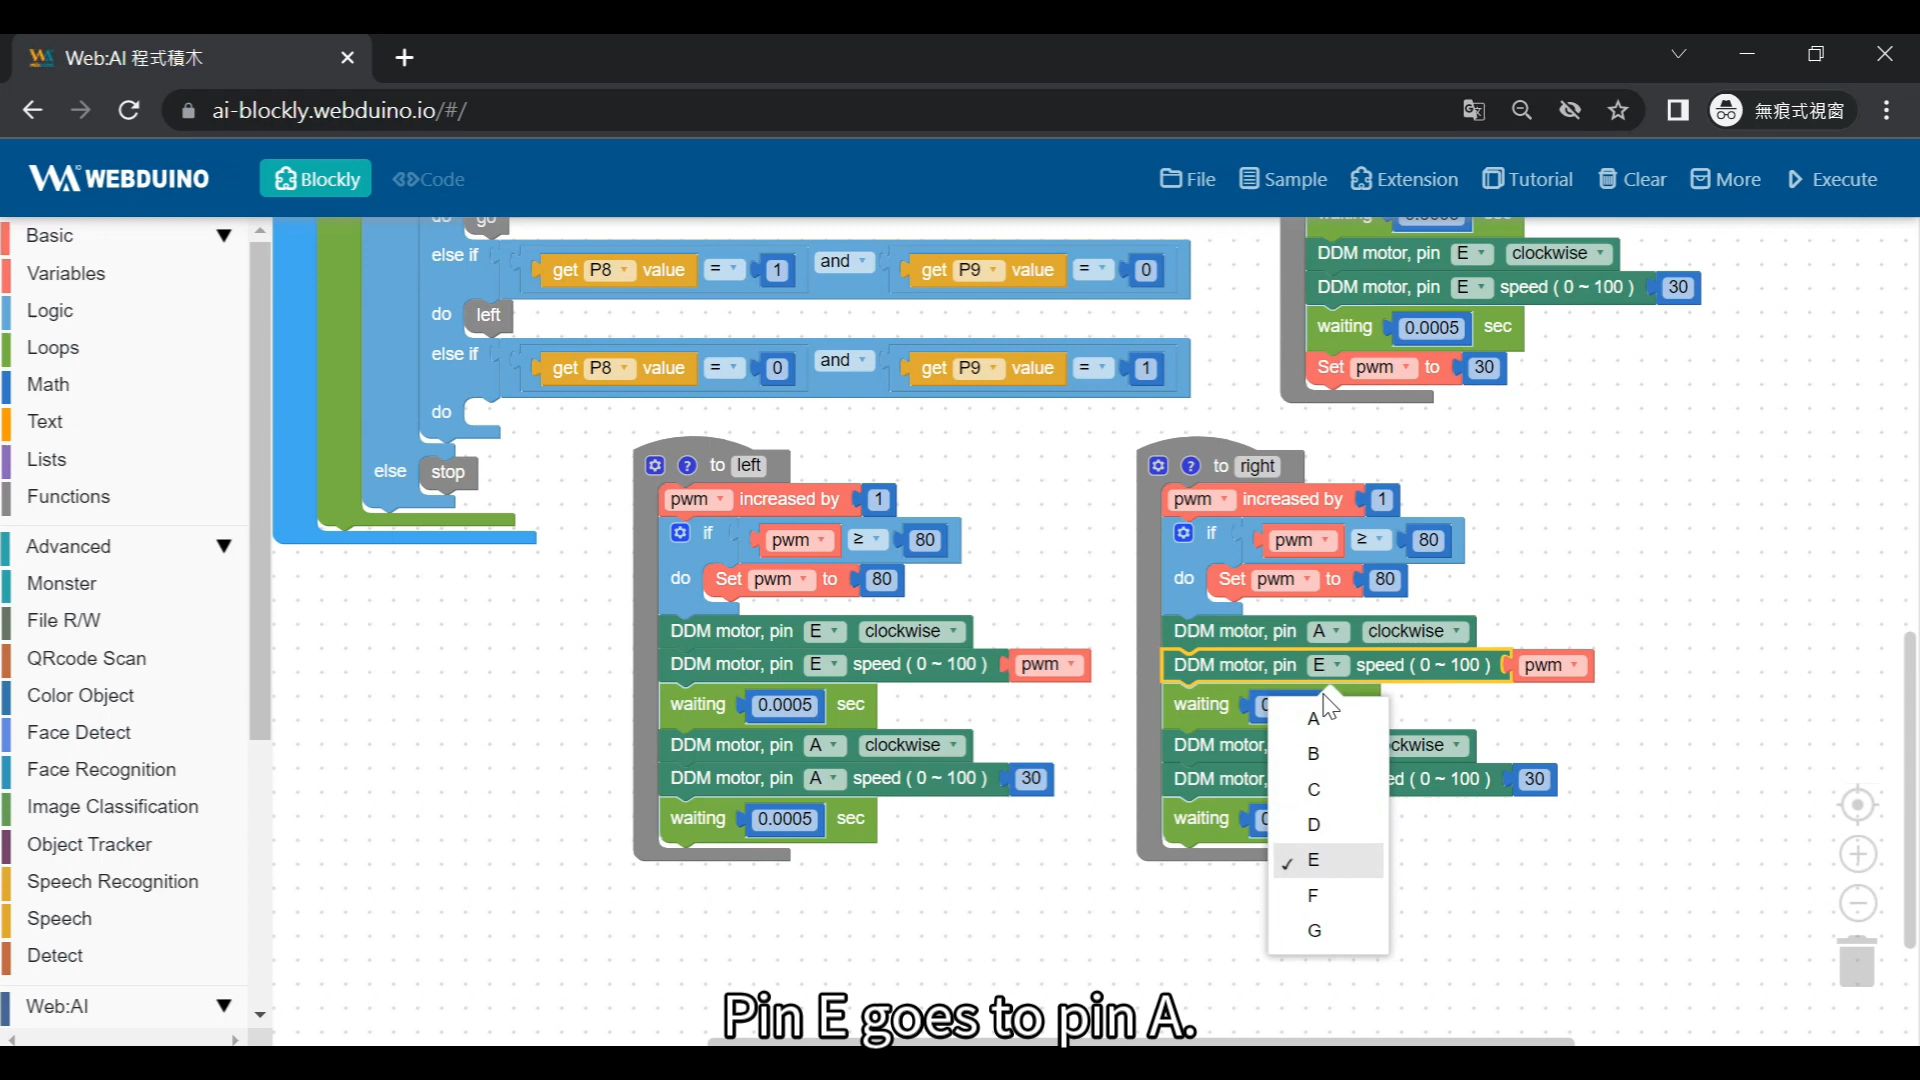 Web:AI 程式積木
ai-blockly.webduino.io/#/
無痕式視窗
WEBDUINO
Blockly
Code
File
Sample
Extension
Tutorial
Clear
More
Execute
Basic
Variables
Logic
Loops
Math
Text
Lists
Functions
Advanced
Monster
File R/W
QRcode Scan
Color Object
Face Detect
Face Recognition
Image Classification
Object Tracker
Speech Recognition
Speech
Detect
Web:AI
do go
else if get P8 value = 1 and get P9 value = 0
do left
else if get P8 value = 0 and get P9 value = 1
do
else stop
waiting 0.0005 sec
DDM motor, pin E clockwise
DDM motor, pin E speed ( 0 ~ 100 ) 30
waiting 0.0005 sec
Set pwm to 30
? to left
pwm increased by 1
if pwm ≥ 80
do Set pwm to 80
DDM motor, pin E clockwise
DDM motor, pin E speed ( 0 ~ 100 ) pwm
waiting 0.0005 sec
DDM motor, pin A clockwise
DDM motor, pin A speed ( 0 ~ 100 ) 30
waiting 0.0005 sec
? to right
pwm increased by 1
if pwm ≥ 80
do Set pwm to 80
DDM motor, pin A clockwise
DDM motor, pin E speed ( 0 ~ 100 ) pwm
waiting
DDM motor, ckwise
DDM motor, ed ( 0 ~ 100 ) 30
waiting
A
B
C
D
✓ E
F
G
Pin E goes to pin A.